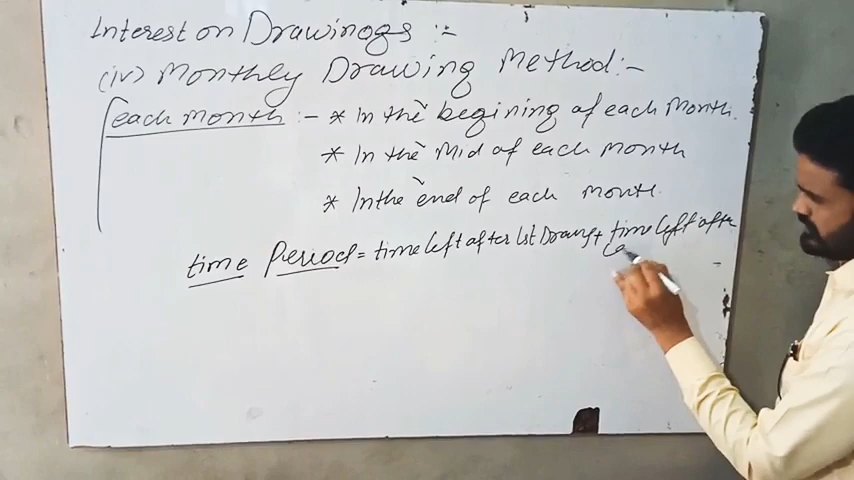 Interest on Drawings :-
(iv) Monthly Drawing Method :-
each month :- * In the begining of each Month.
* In the Mid of each Month
* In the end of each Month.
time Period = time left after 1st Drawing + time left after
La